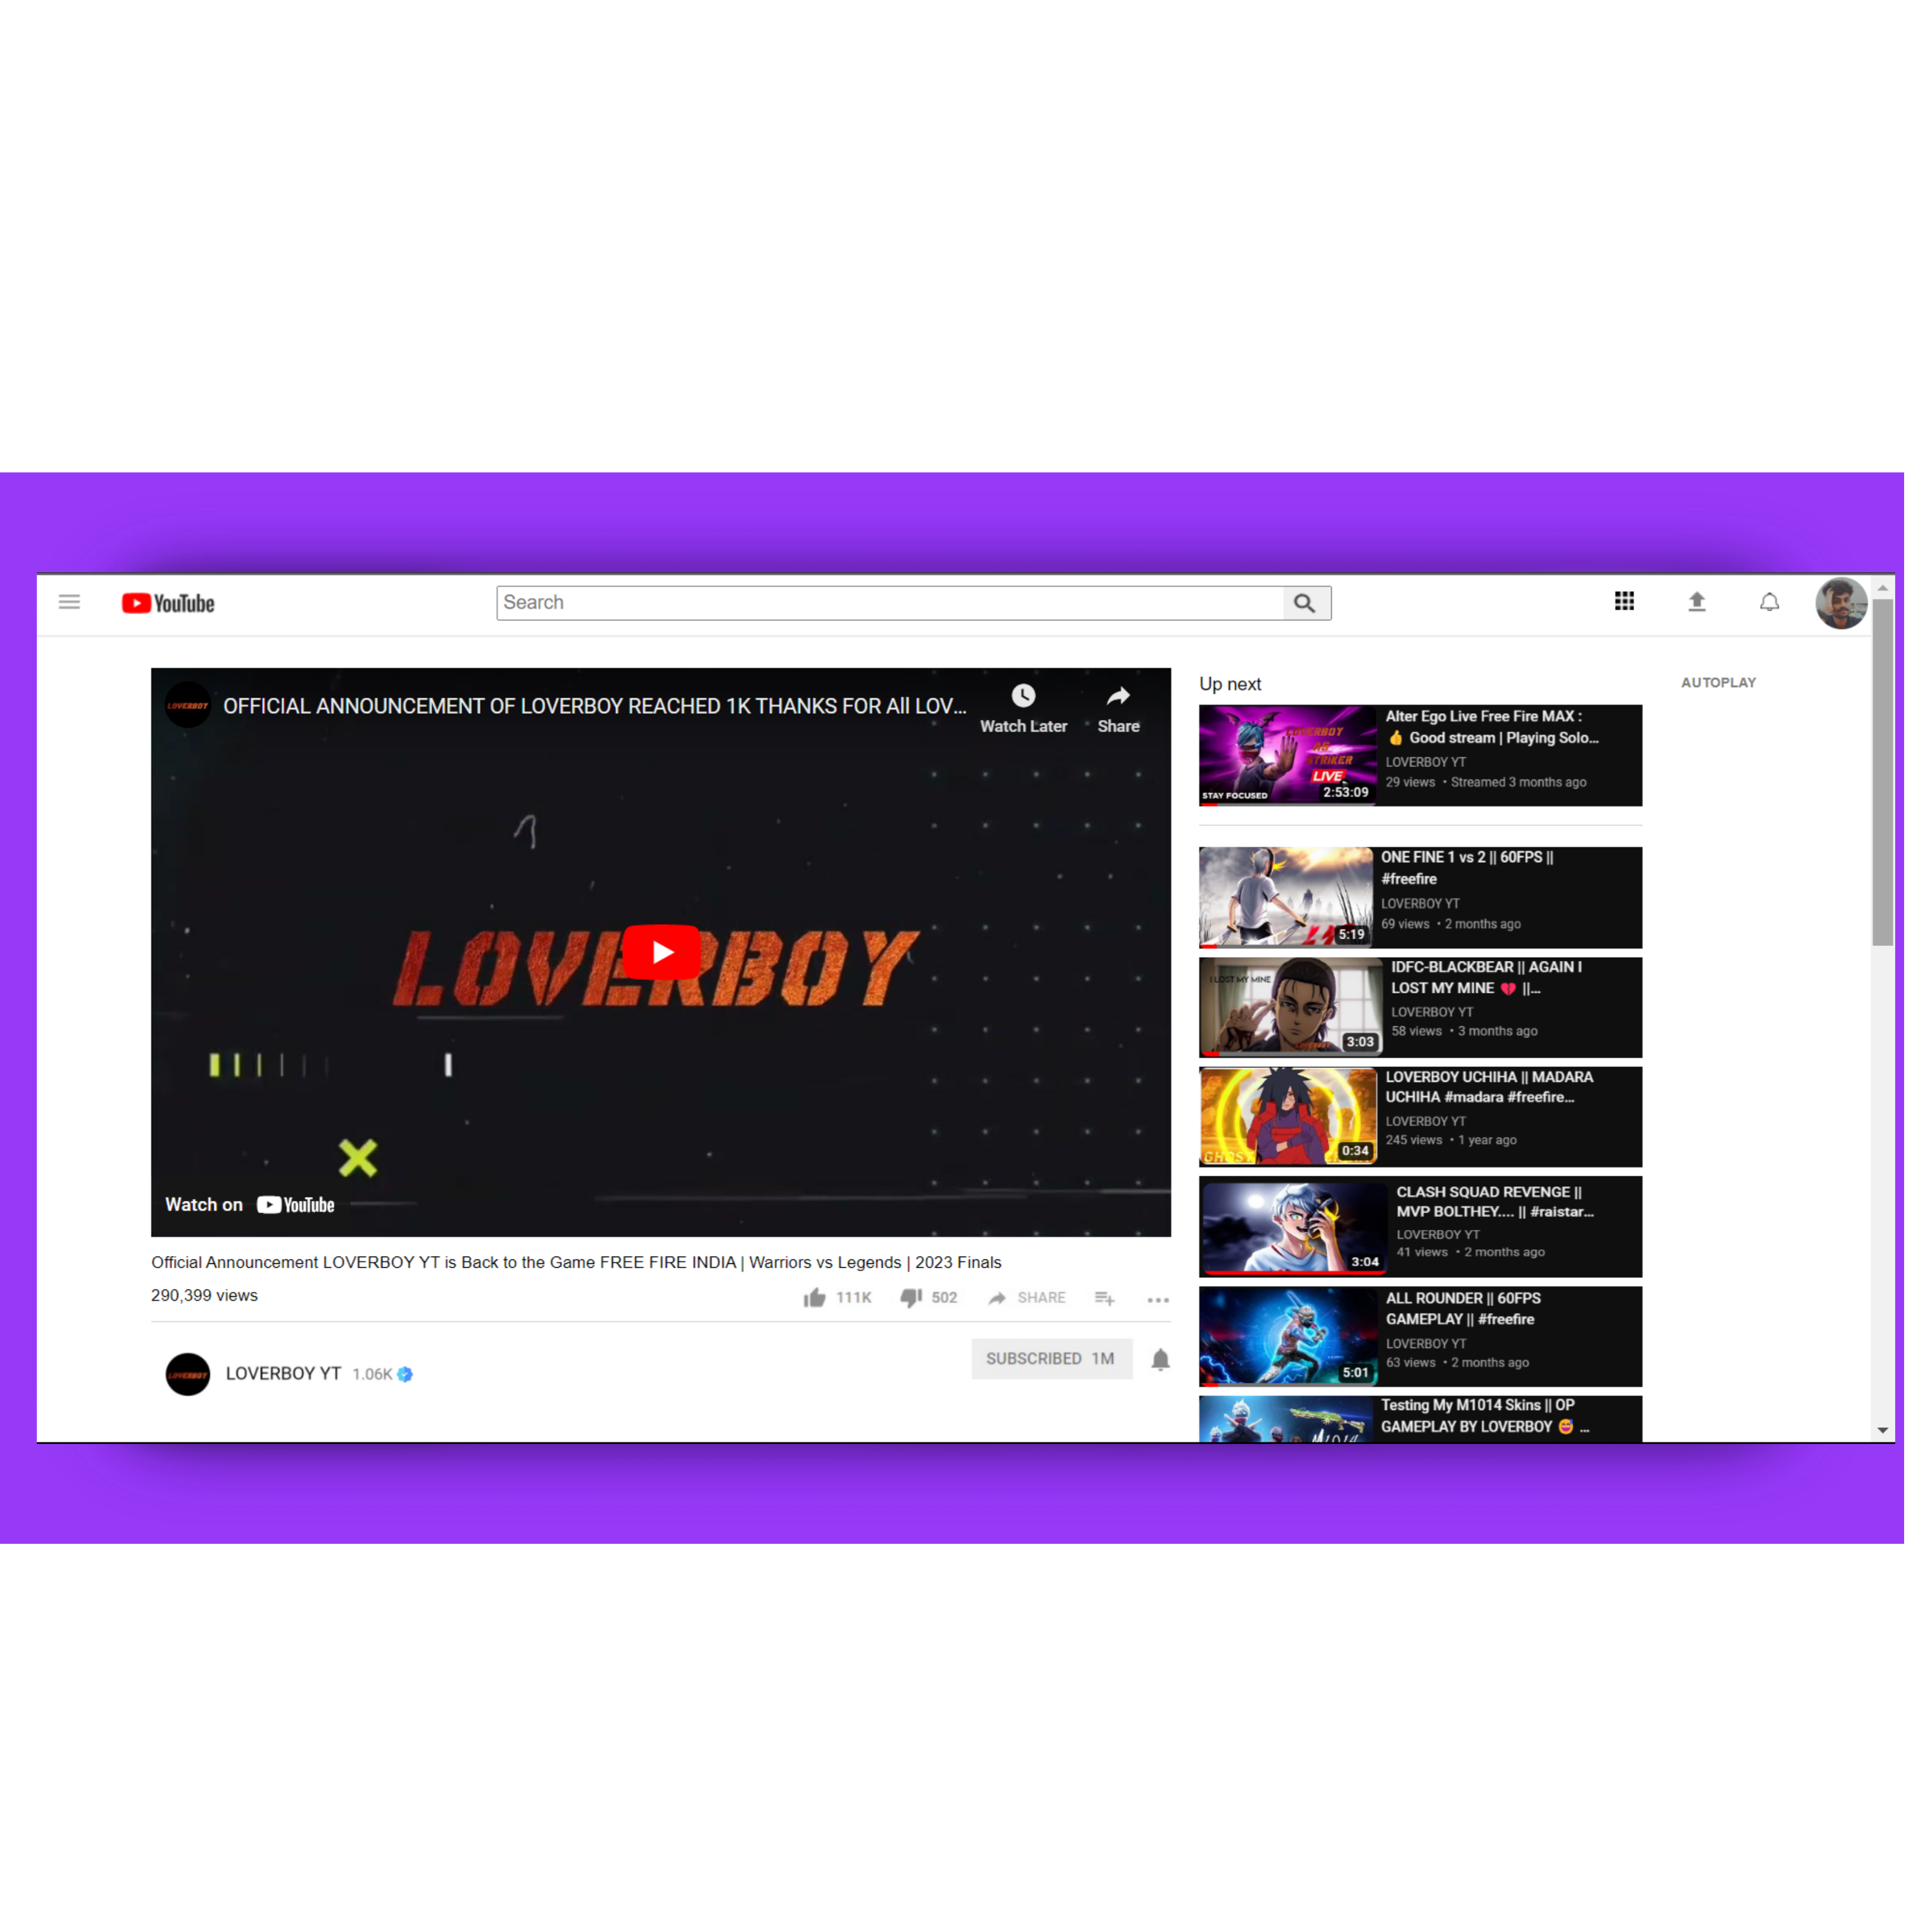 YouTube
Search
LOVERBOY
OFFICIAL ANNOUNCEMENT OF LOVERBOY REACHED 1K THANKS FOR All LOV...
Watch Later
Share
LOVERBOY
Watch on YouTube
Official Announcement LOVERBOY YT is Back to the Game FREE FIRE INDIA | Warriors vs Legends | 2023 Finals
290,399 views
111K
502
SHARE
LOVERBOY
LOVERBOY YT 1.06K
SUBSCRIBED 1M
Up next
AUTOPLAY
LOVERBOY
AS
STRIKER
LIVE
STAY FOCUSED
2:53:09
Alter Ego Live Free Fire MAX :
👍 Good stream | Playing Solo...
LOVERBOY YT
29 views • Streamed 3 months ago
5:19
ONE FINE 1 vs 2 || 60FPS ||
#freefire
LOVERBOY YT
69 views • 2 months ago
I LOST MY MINE
LOVERBOY
3:03
IDFC-BLACKBEAR || AGAIN I
LOST MY MINE 💔 ||...
LOVERBOY YT
58 views • 3 months ago
0:34
LOVERBOY UCHIHA || MADARA
UCHIHA #madara #freefire...
LOVERBOY YT
245 views • 1 year ago
3:04
CLASH SQUAD REVENGE ||
MVP BOLTHEY.... || #raistar...
LOVERBOY YT
41 views • 2 months ago
5:01
ALL ROUNDER || 60FPS
GAMEPLAY || #freefire
LOVERBOY YT
63 views • 2 months ago
M1014
Testing My M1014 Skins || OP
GAMEPLAY BY LOVERBOY 😅 ...